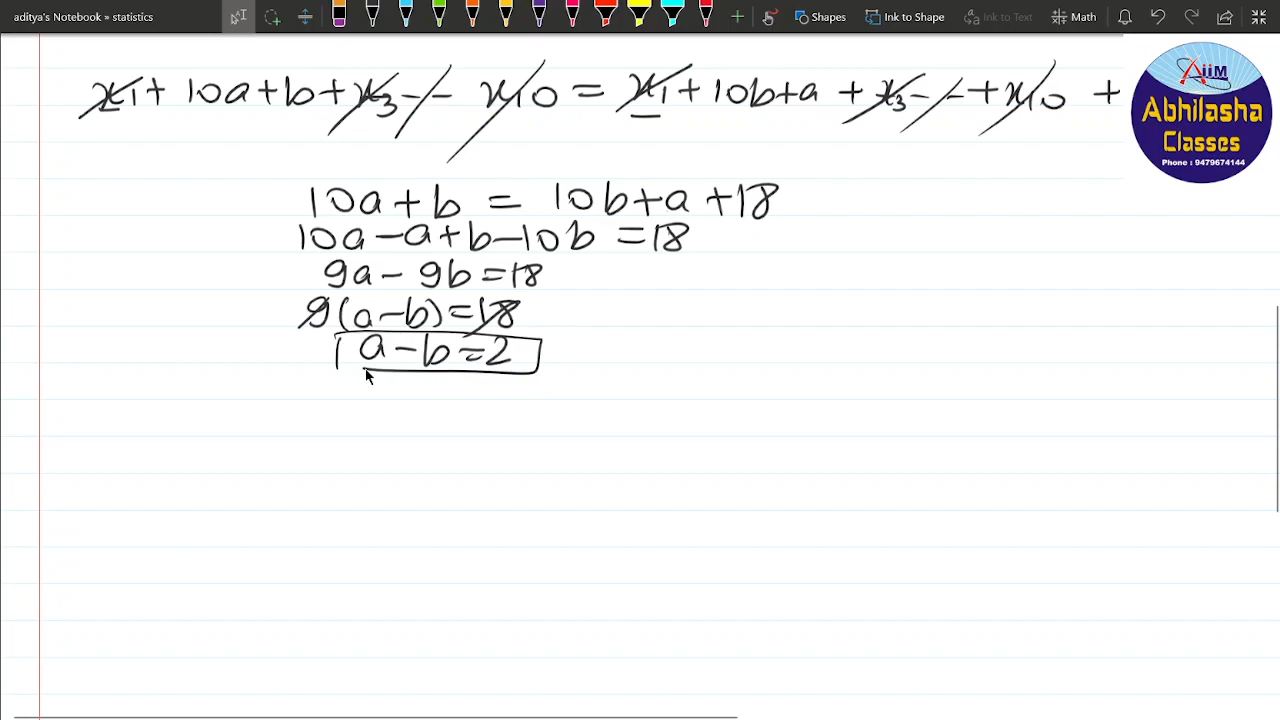 aditya's Notebook » statistics
Shapes Ink to Shape Ink to Text Math
x₁ + 10a + b + x₃ - - - x₁₀ = x₁ + 10b + a + x₃ - - + x₁₀ +
AiiM
Abhilasha
Classes
Phone : 9479674144
10a + b = 10b + a + 18
10a - a + b - 10b = 18
9a - 9b = 18
9(a - b) = 18
a - b = 2